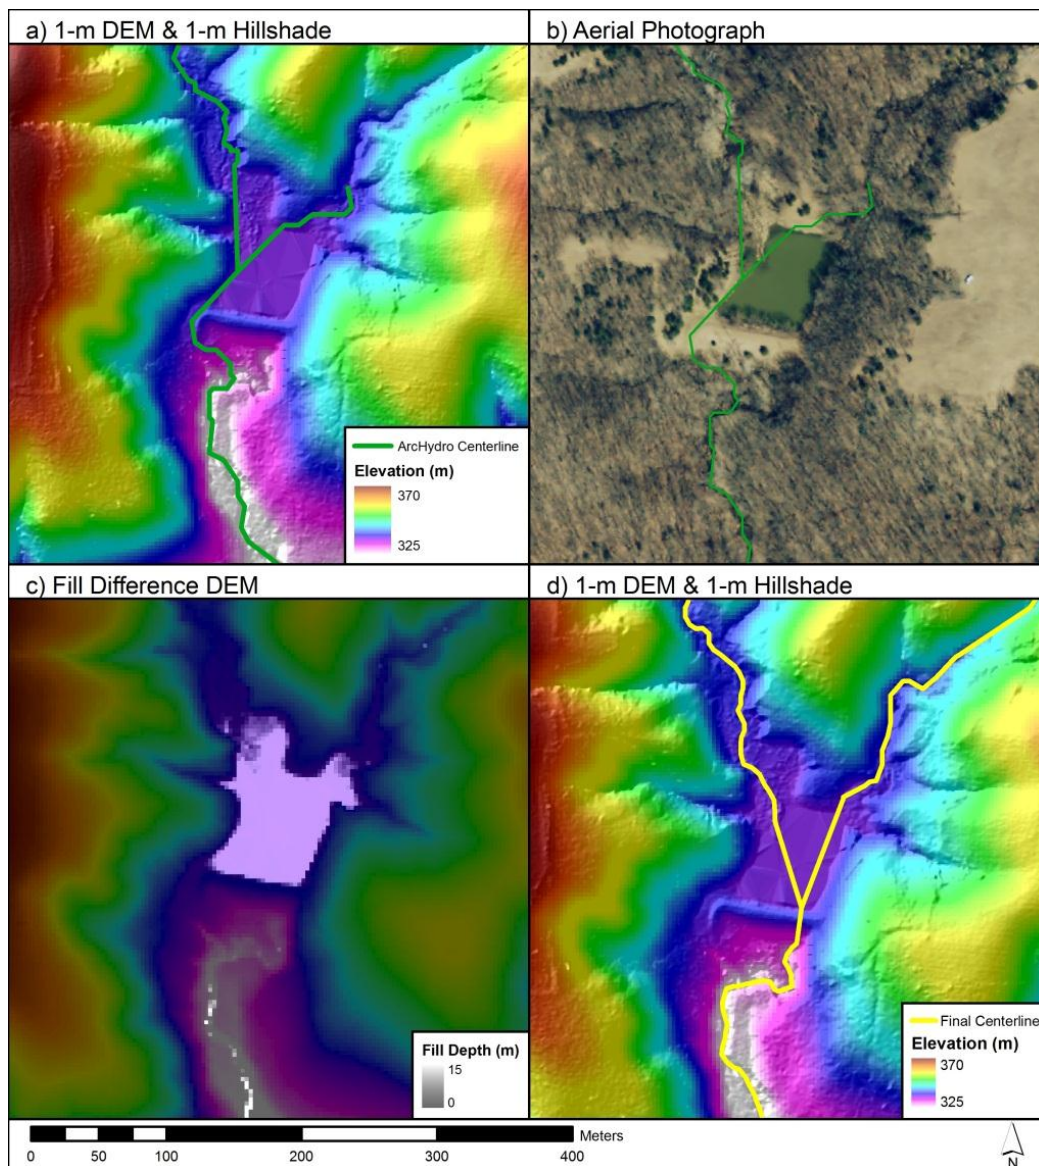 a) 1-m DEM & 1-m Hillshade
b) Aerial Photograph
ArcHydro Centerline
Elevation (m)
370
325
c) Fill Difference DEM
d) 1-m DEM & 1-m Hillshade
Fill Depth (m)
15
0
Final Centerline
Elevation (m)
370
325
0
50
100
200
300
400
Meters
N